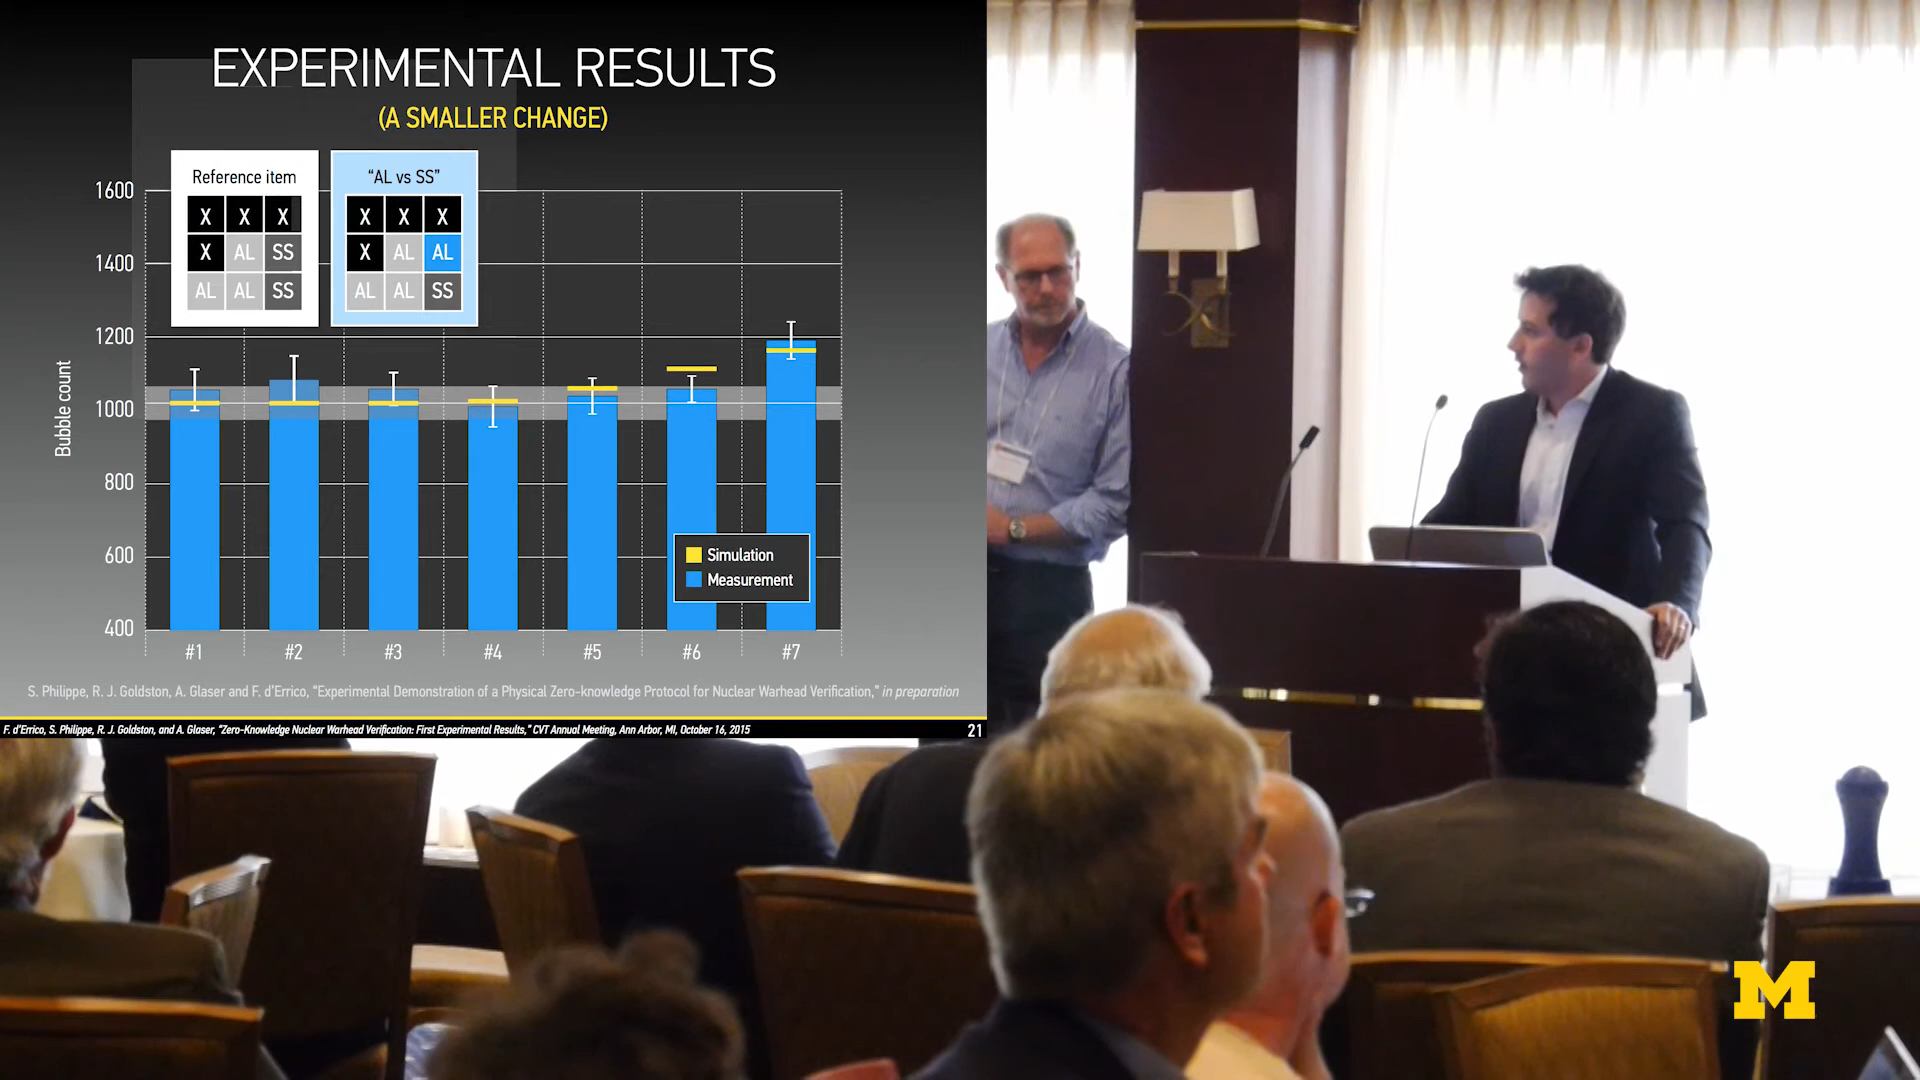 EXPERIMENTAL RESULTS
(A SMALLER CHANGE)
Reference item
X X X
X AL SS
AL AL SS
“AL vs SS”
X X X
X AL AL
AL AL SS
1600
1400
1200
1000
800
600
400
Bubble count
Simulation
Measurement
#1 #2 #3 #4 #5 #6 #7
S. Philippe, R. J. Goldston, A. Glaser and F. d’Errico, “Experimental Demonstration of a Physical Zero-knowledge Protocol for Nuclear Warhead Verification,” in preparation
F. d’Errico, S. Philippe, R. J. Goldston, and A. Glaser, “Zero-Knowledge Nuclear Warhead Verification: First Experimental Results,” CVT Annual Meeting, Ann Arbor, MI, October 16, 2015
21
M